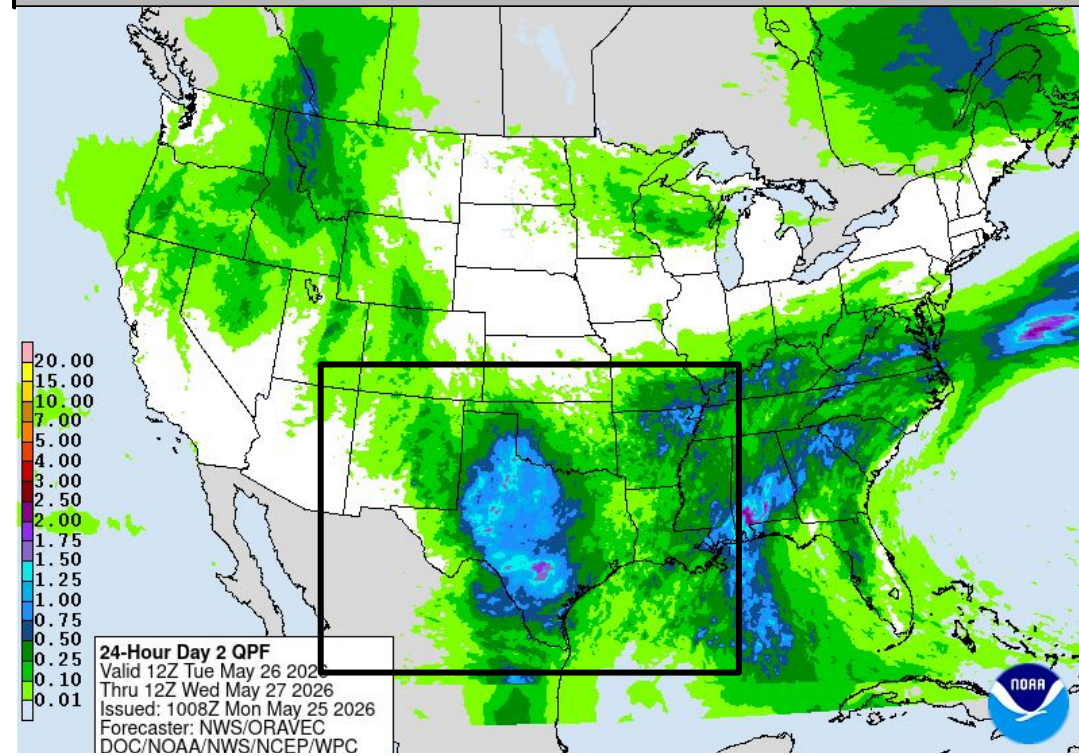 20.00
15.00
10.00
7.00
5.00
4.00
3.00
2.50
2.00
1.75
1.50
1.25
1.00
0.75
0.50
0.25
0.10
0.01
24-Hour Day 2 QPF
Valid 12Z Tue May 26 2026
Thru 12Z Wed May 27 2026
Issued: 1008Z Mon May 25 2026
Forecaster: NWS/ORAVEC
DOC/NOAA/NWS/NCEP/WPC
NOAA